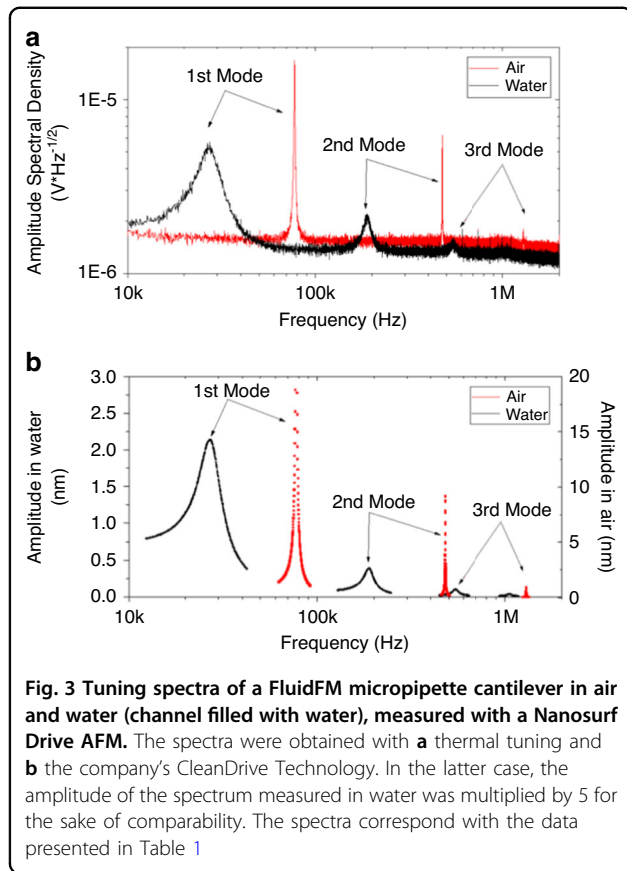 a
1st Mode
Air
Water
2nd Mode
3rd Mode
Amplitude Spectral Density
(V*Hz-1/2)
1E-5
1E-6
10k
100k
1M
Frequency (Hz)
b
3.0
2.5
2.0
1.5
1.0
0.5
0.0
Amplitude in water
(nm)
1st Mode
Air
Water
2nd Mode
3rd Mode
20
15
10
5
0
Amplitude in air (nm)
10k
100k
1M
Frequency (Hz)
Fig. 3 Tuning spectra of a FluidFM micropipette cantilever in air
and water (channel filled with water), measured with a Nanosurf
Drive AFM. The spectra were obtained with a thermal tuning and
b the company's CleanDrive Technology. In the latter case, the
amplitude of the spectrum measured in water was multiplied by 5 for
the sake of comparability. The spectra correspond with the data
presented in Table 1